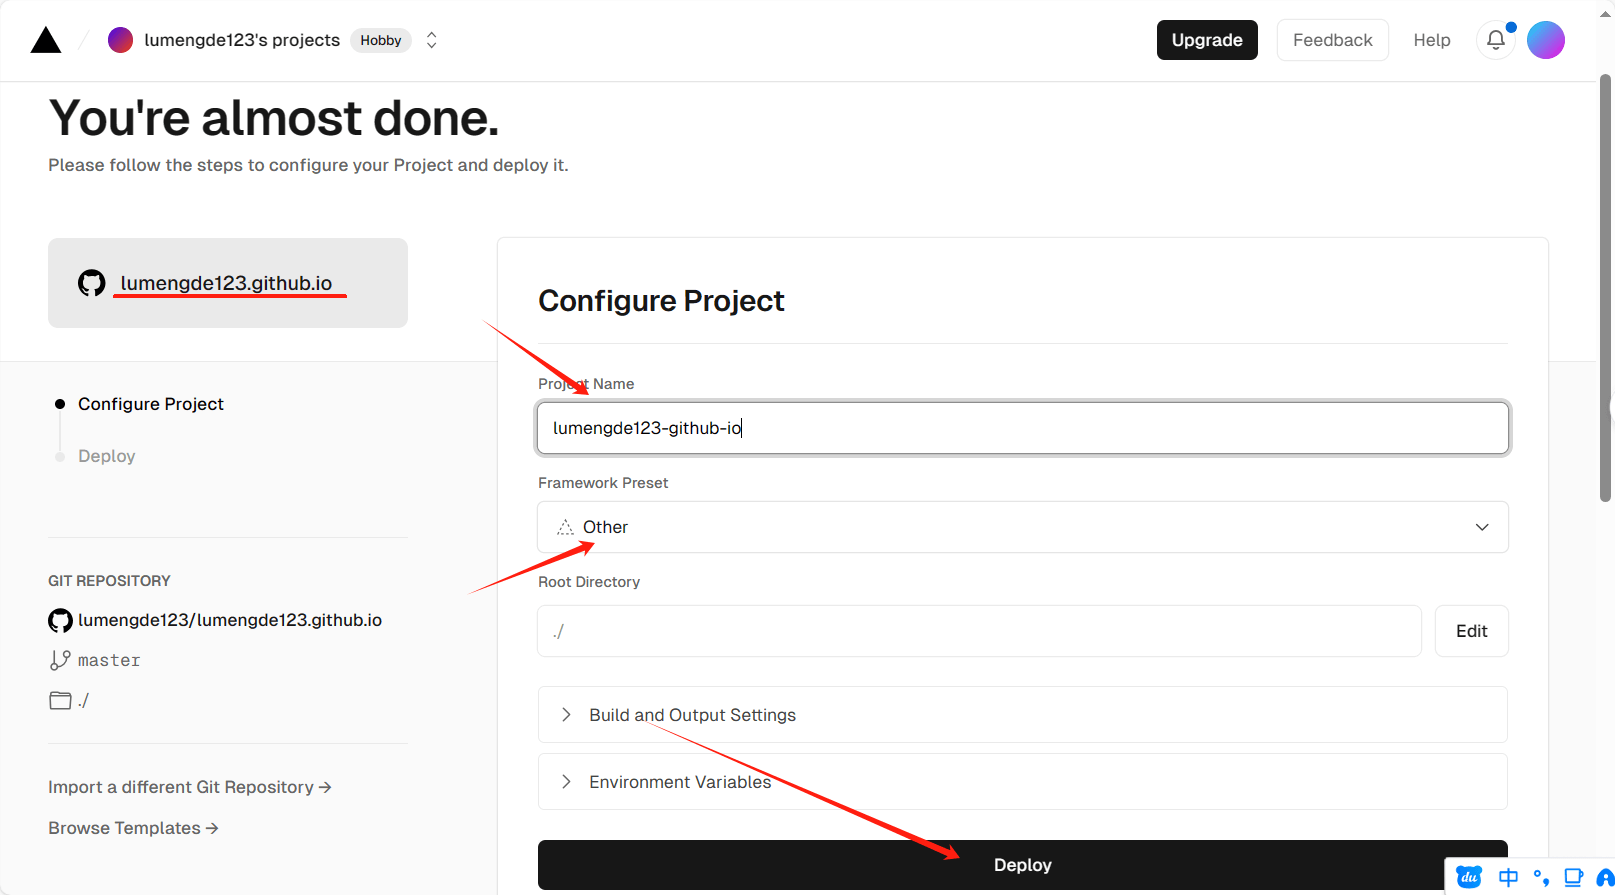 lumengde123's projects Hobby
Upgrade Feedback Help
You're almost done.
Please follow the steps to configure your Project and deploy it.
lumengde123.github.io
Configure Project
Deploy
GIT REPOSITORY
lumengde123/lumengde123.github.io
master
./
Import a different Git Repository →
Browse Templates →
Configure Project
Project Name
lumengde123-github-io
Framework Preset
Other
Root Directory
./
Edit
Build and Output Settings
Environment Variables
Deploy
du 中